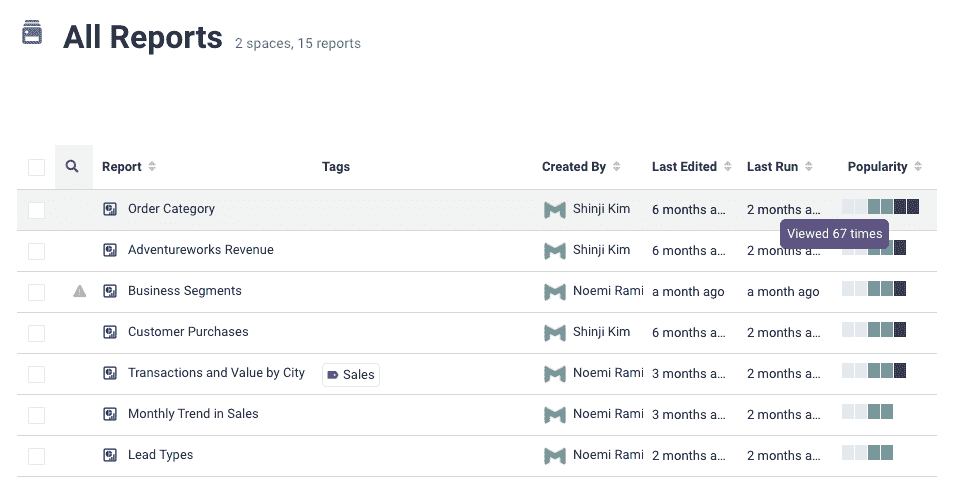 All Reports 2 spaces, 15 reports
Report Tags Created By Last Edited Last Run Popularity
Order Category Shinji Kim 6 months a... 2 months a...
Viewed 67 times
Adventureworks Revenue Shinji Kim 6 months a... 2 months a...
Business Segments Noemi Rami a month ago a month ago
Customer Purchases Shinji Kim 6 months a... 2 months a...
Transactions and Value by City Sales Noemi Rami 3 months a... 2 months a...
Monthly Trend in Sales Noemi Rami 3 months a... 2 months a...
Lead Types Noemi Rami 2 months a... 2 months a...